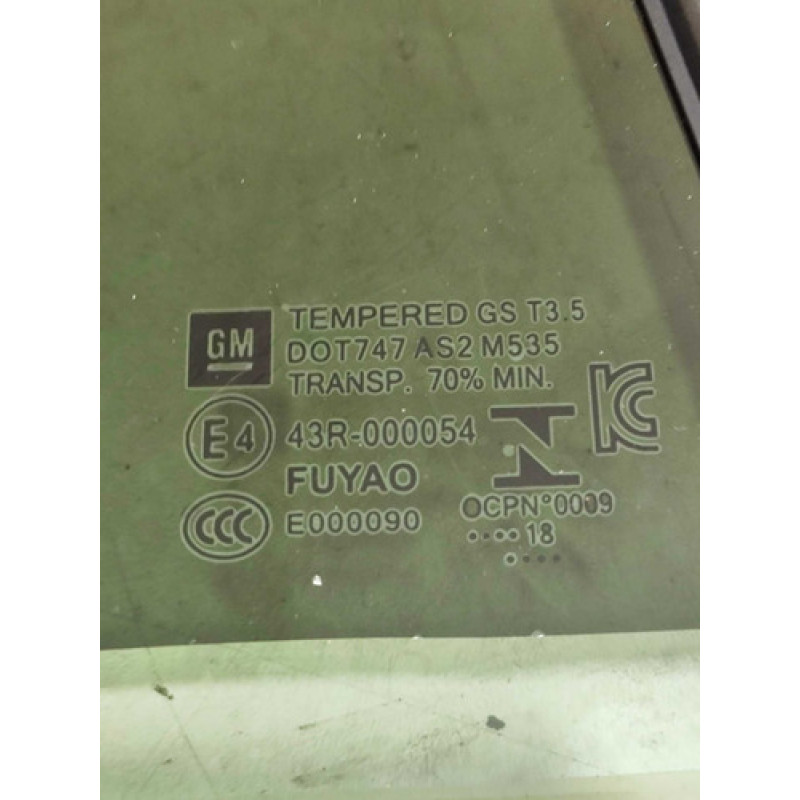 GM
TEMPERED GS T3.5
DOT747 AS2 M535
TRANSP. 70% MIN.
E4
43R-000054
KC
FUYAO
CCC
E000090
OCPN°0009
18